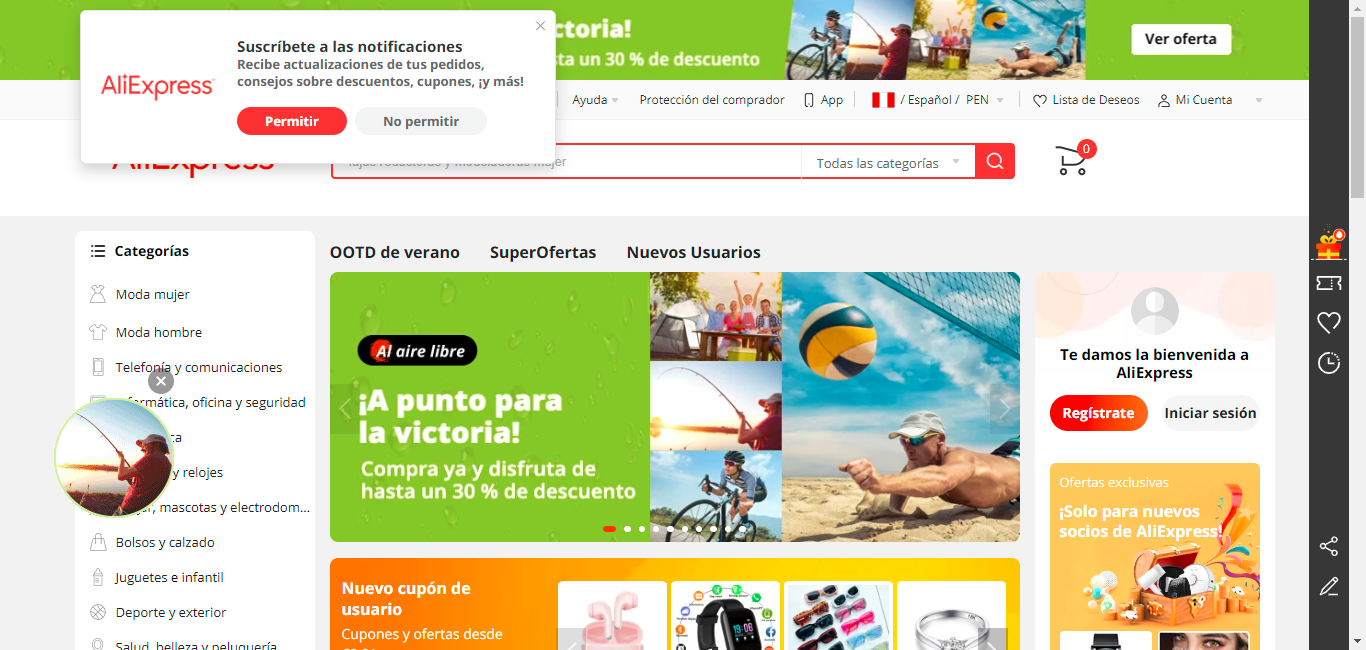 ctoria!
sta un 30 % de descuento
Ver oferta
AliExpress
Suscríbete a las notificaciones
Recibe actualizaciones de tus pedidos,
consejos sobre descuentos, cupones, ¡y más!
Permitir
No permitir
Ayuda
Protección del comprador
App
/ Español / PEN
Lista de Deseos
Mi Cuenta
AliExpress
fajas reductoras y modeladoras mujer
Todas las categorías
0
Categorías
Moda mujer
Moda hombre
Telefonía y comunicaciones
Informática, oficina y seguridad
ca
y relojes
, mascotas y electrodom...
Bolsos y calzado
Juguetes e infantil
Deporte y exterior
Salud, belleza y peluquería
OOTD de verano
SuperOfertas
Nuevos Usuarios
Al aire libre
¡A punto para
la victoria!
Compra ya y disfruta de
hasta un 30 % de descuento
Nuevo cupón de
usuario
Cupones y ofertas desde
Te damos la bienvenida a
AliExpress
Regístrate
Iniciar sesión
Ofertas exclusivas
¡Solo para nuevos
socios de AliExpress!